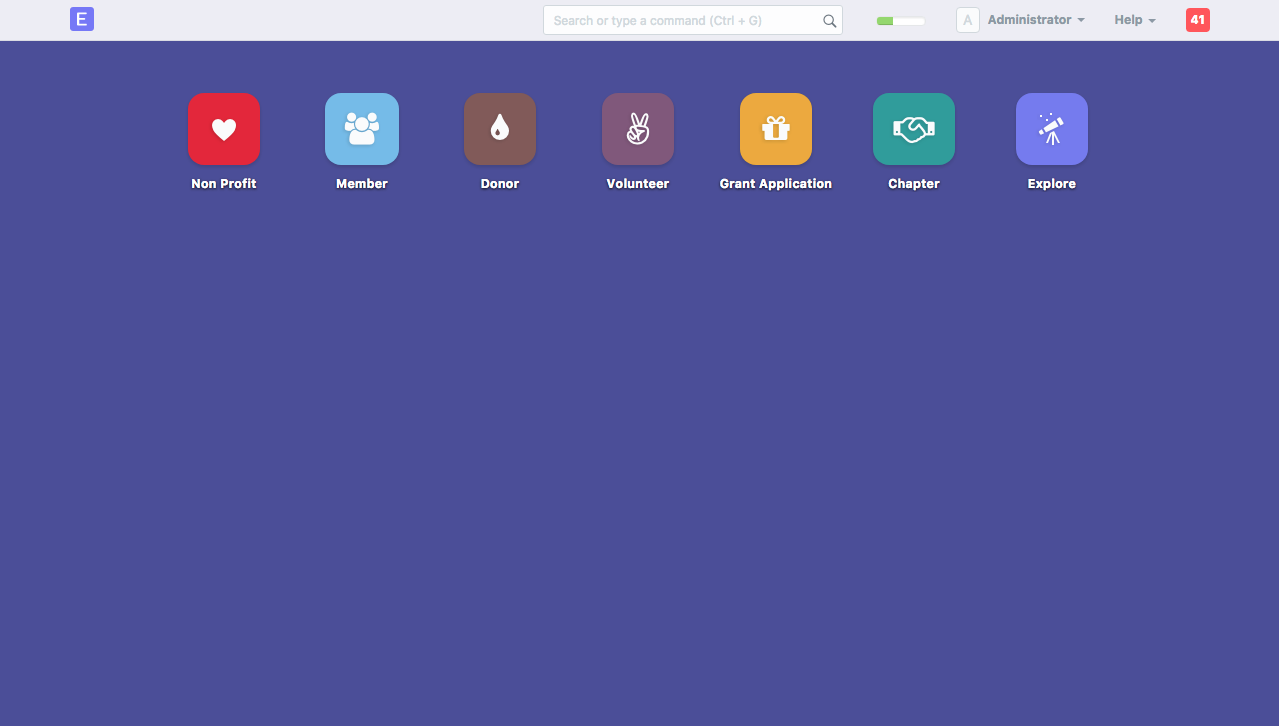 E
Search or type a command (Ctrl + G)
A Administrator
Help
41
Non Profit
Member
Donor
Volunteer
Grant Application
Chapter
Explore